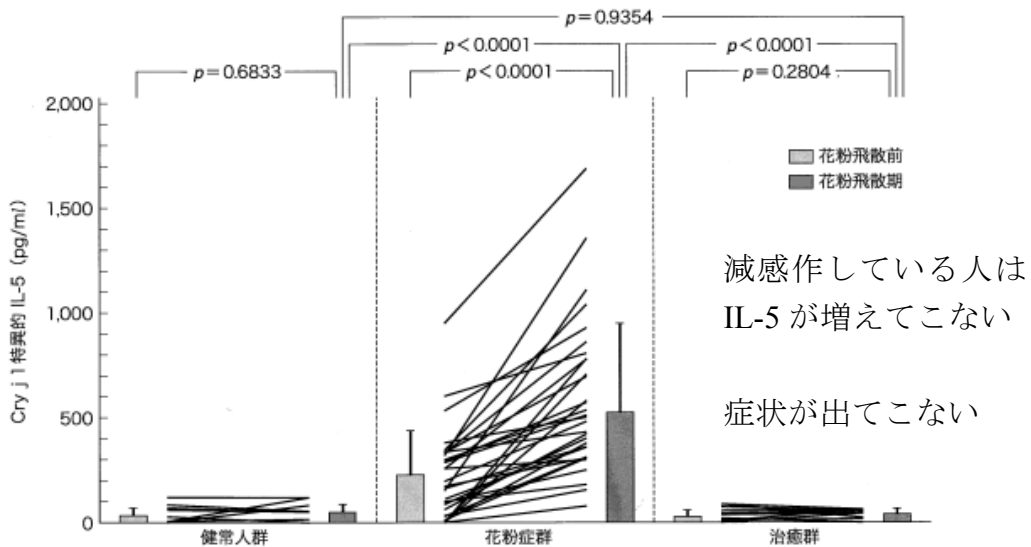 p=0.9354
p<0.0001
p<0.0001
p=0.6833
p<0.0001
p=0.2804
2,000
1,500
1,000
500
0
Cry j 1特異的 IL-5 (pg/ml)
花粉飛散前
花粉飛散期
減感作している人は
IL-5 が増えてこない
症状が出てこない
健常人群
花粉症群
治癒群